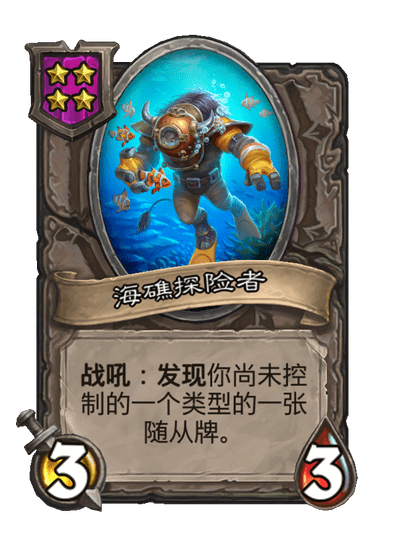 海礁探险者
战吼：发现你尚未控
制的一个类型的一张
随从牌。
3
3